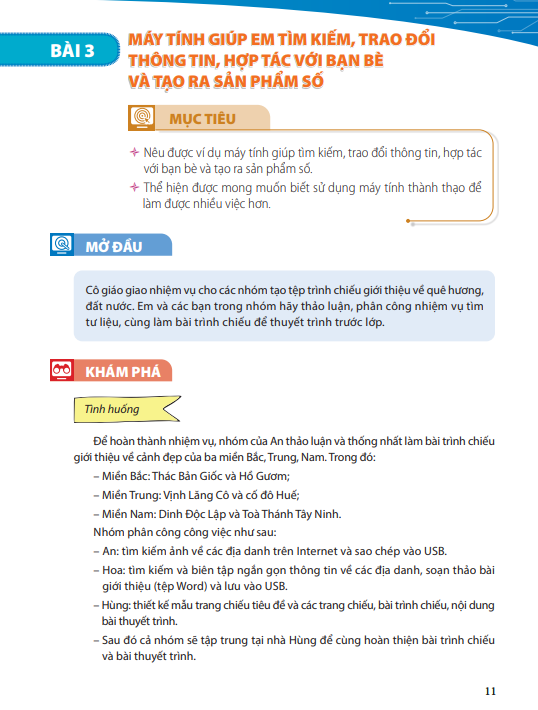 BÀI 3
MÁY TÍNH GIÚP EM TÌM KIẾM, TRAO ĐỔI
THÔNG TIN, HỢP TÁC VỚI BẠN BÈ
VÀ TẠO RA SẢN PHẨM SỐ
MỤC TIÊU
Nêu được ví dụ máy tính giúp tìm kiếm, trao đổi thông tin, hợp tác
với bạn bè và tạo ra sản phẩm số.
Thể hiện được mong muốn biết sử dụng máy tính thành thạo để
làm được nhiều việc hơn.
MỞ ĐẦU
Cô giáo giao nhiệm vụ cho các nhóm tạo tệp trình chiếu giới thiệu về quê hương,
đất nước. Em và các bạn trong nhóm hãy thảo luận, phân công nhiệm vụ tìm
tư liệu, cùng làm bài trình chiếu để thuyết trình trước lớp.
KHÁM PHÁ
Tình huống
Để hoàn thành nhiệm vụ, nhóm của An thảo luận và thống nhất làm bài trình chiếu
giới thiệu về cảnh đẹp của ba miền Bắc, Trung, Nam. Trong đó:
– Miền Bắc: Thác Bản Giốc và Hồ Gươm;
– Miền Trung: Vịnh Lăng Cô và cố đô Huế;
– Miền Nam: Dinh Độc Lập và Toà Thánh Tây Ninh.
Nhóm phân công công việc như sau:
– An: tìm kiếm ảnh về các địa danh trên Internet và sao chép vào USB.
– Hoa: tìm kiếm và biên tập ngắn gọn thông tin về các địa danh, soạn thảo bài
giới thiệu (tệp Word) và lưu vào USB.
– Hùng: thiết kế mẫu trang chiếu tiêu đề và các trang chiếu, bài trình chiếu, nội dung
bài thuyết trình.
– Sau đó cả nhóm sẽ tập trung tại nhà Hùng để cùng hoàn thiện bài trình chiếu
và bài thuyết trình.
11